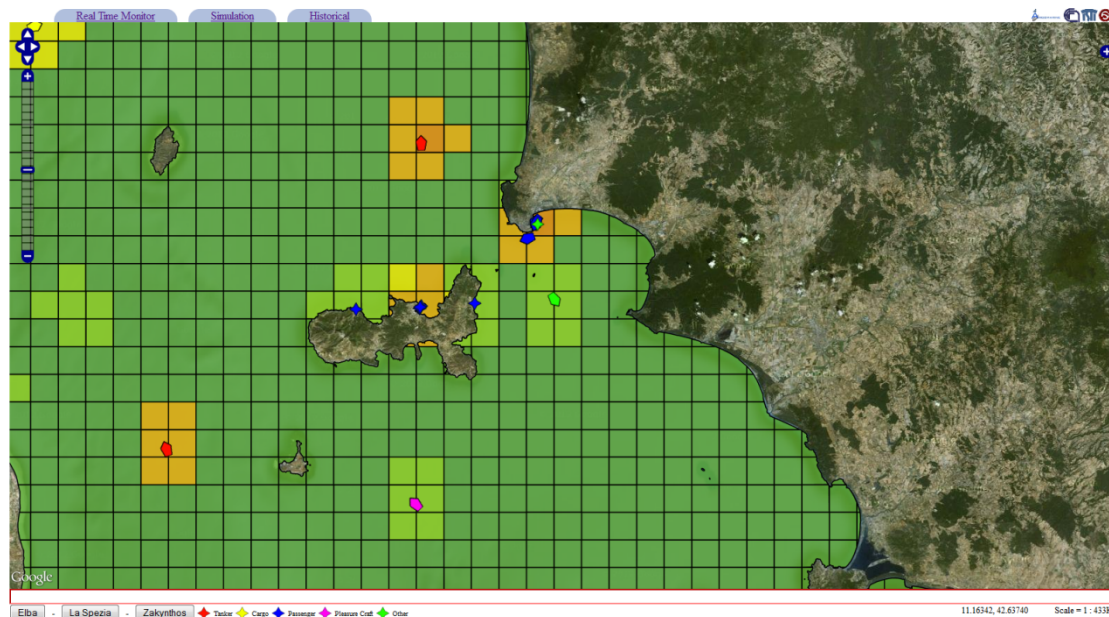 Real Time Monitor Simulation Historical
Google
Elba - La Spezia - Zakynthos Tanker Cargo Passenger Pleasure Craft Other 11.16342, 42.63740 Scale = 1 : 433K